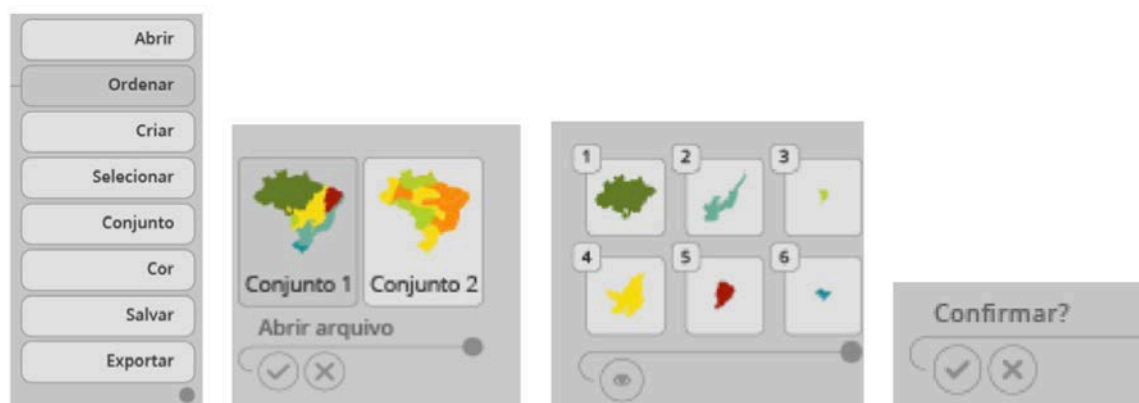 Abrir
Ordenar
Criar
Selecionar
Conjunto
Cor
Salvar
Exportar
Conjunto 1 Conjunto 2
Abrir arquivo
1 2 3
4 5 6
Confirmar?